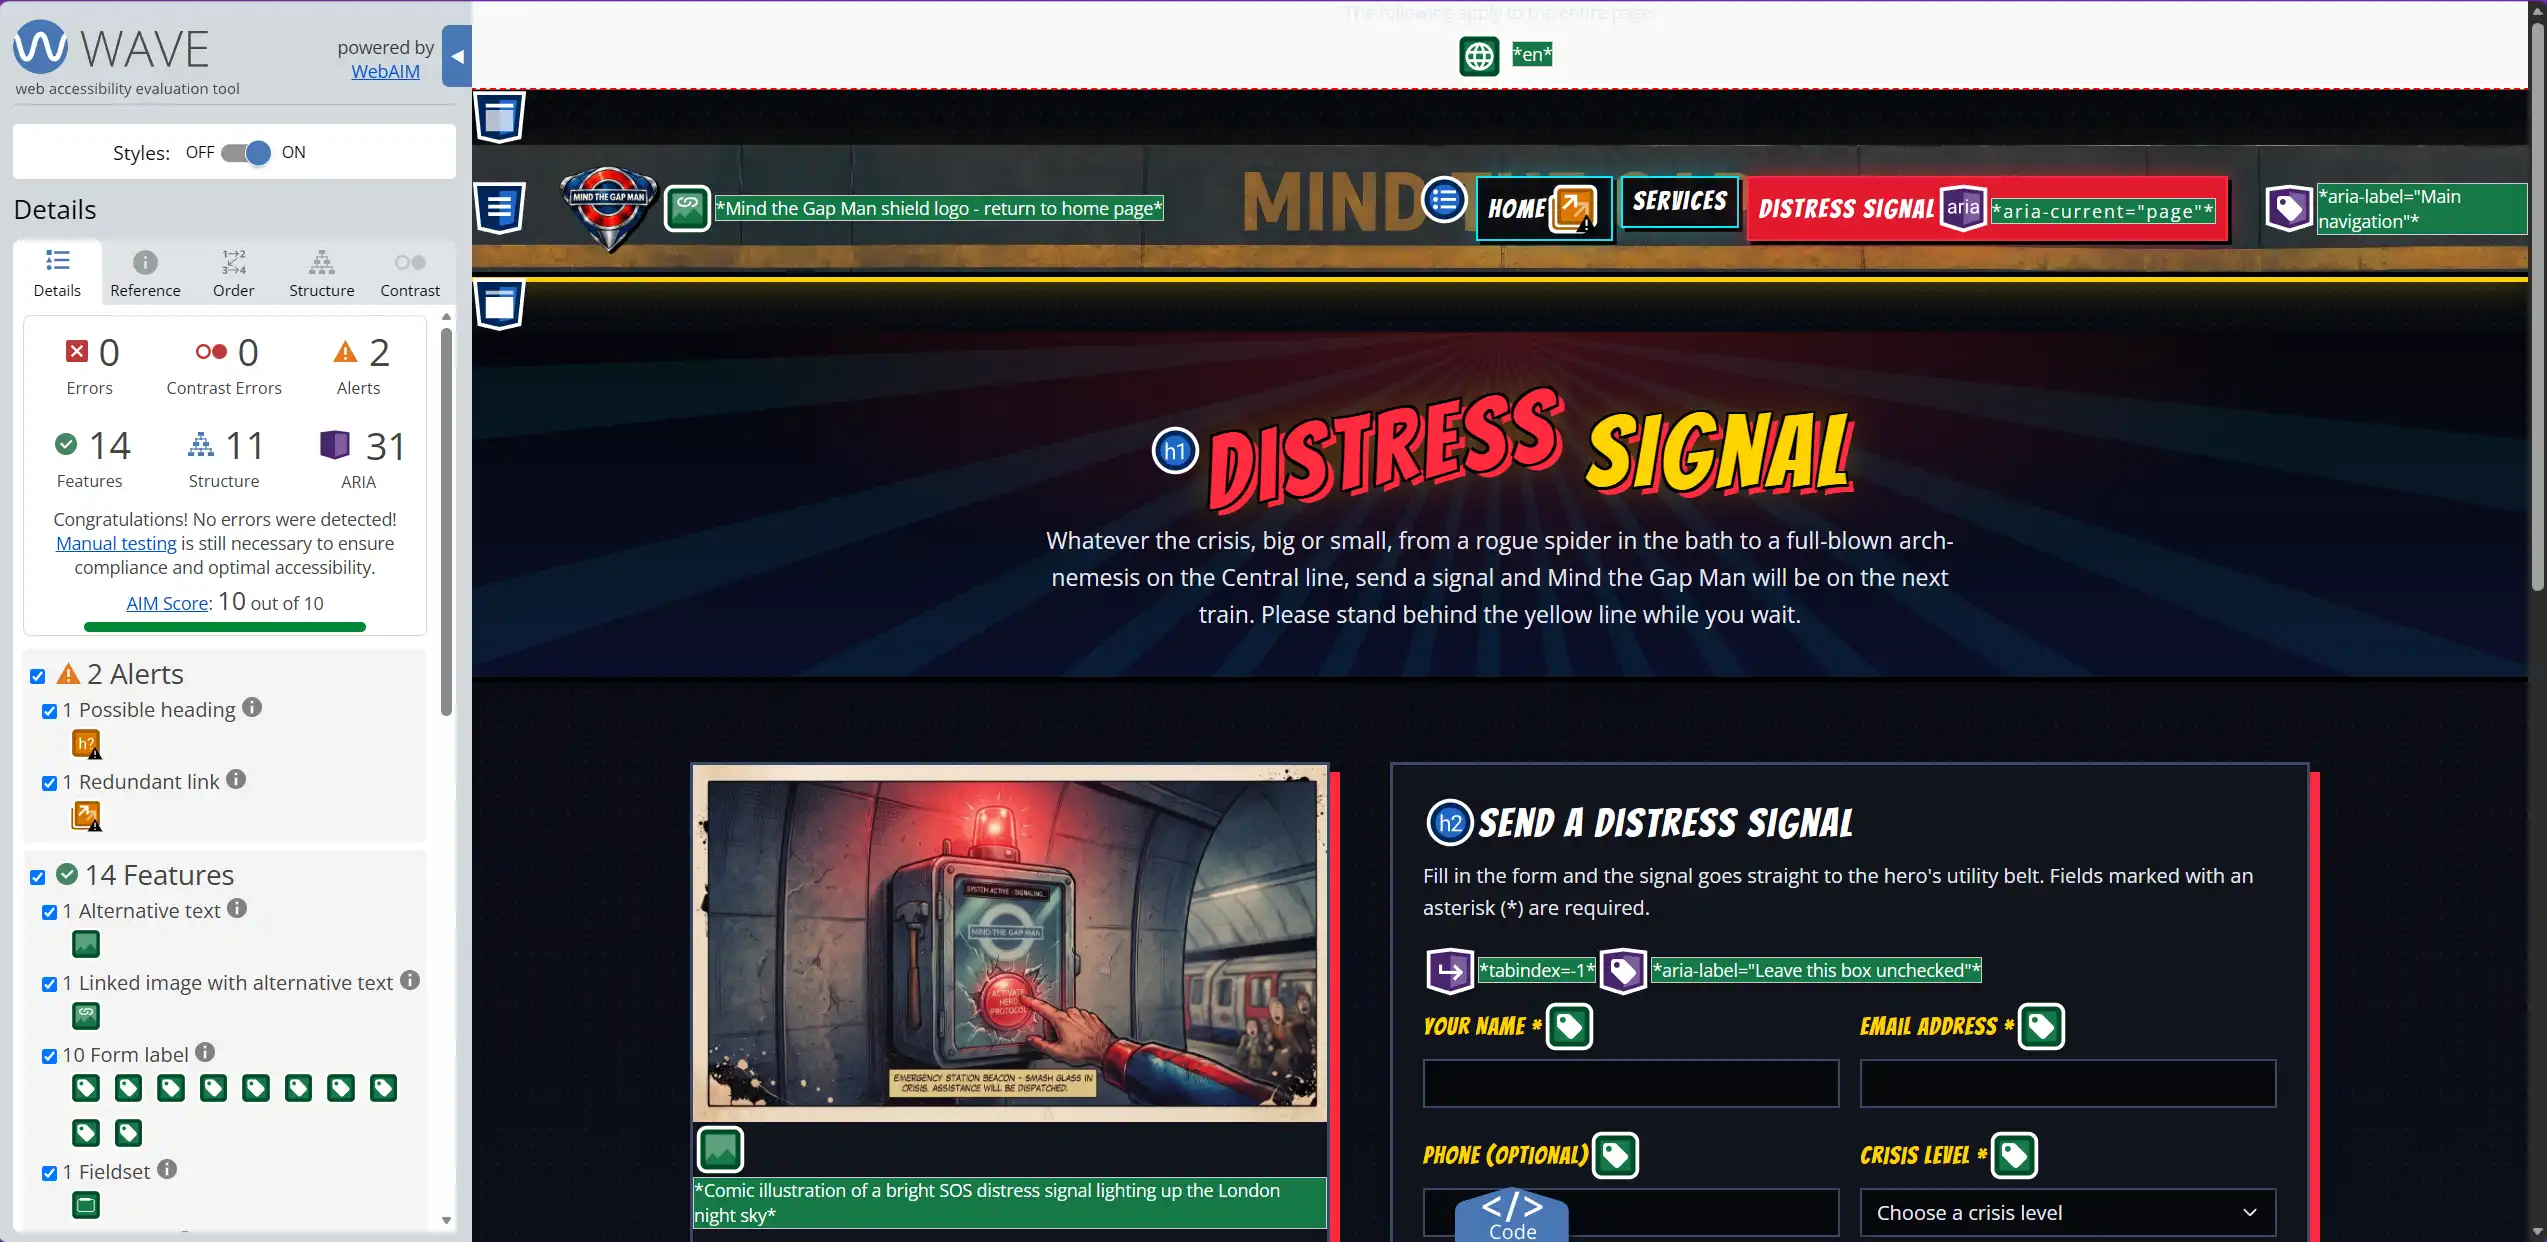 WAVE
powered by
WebAIM
web accessibility evaluation tool
Styles: OFF ON
Details
Details Reference Order Structure Contrast
0 0 2
Errors Contrast Errors Alerts
14 11 31
Features Structure ARIA
Congratulations! No errors were detected!
Manual testing is still necessary to ensure
compliance and optimal accessibility.
AIM Score: 10 out of 10
2 Alerts
1 Possible heading
h?
1 Redundant link
14 Features
1 Alternative text
1 Linked image with alternative text
10 Form label
1 Fieldset
The following apply to the entire page:
*en*
MIND THE GAP MAN
*Mind the Gap Man shield logo - return to home page*
MIND
HOME
SERVICES
DISTRESS SIGNAL
aria
*aria-current="page"*
*aria-label="Main
navigation"*
h1
DISTRESS SIGNAL
Whatever the crisis, big or small, from a rogue spider in the bath to a full-blown arch-
nemesis on the Central line, send a signal and Mind the Gap Man will be on the next
train. Please stand behind the yellow line while you wait.
SYSTEM ACTIVE - SIGNALING...
MIND THE GAP MAN
ACTIVATE
HERO
PROTOCOL
EMERGENCY STATION BEACON - SMASH GLASS IN
CRISIS. ASSISTANCE WILL BE DISPATCHED.
*Comic illustration of a bright SOS distress signal lighting up the London
night sky*
h2
SEND A DISTRESS SIGNAL
Fill in the form and the signal goes straight to the hero's utility belt. Fields marked with an
asterisk (*) are required.
*tabindex=-1*
*aria-label="Leave this box unchecked"*
YOUR NAME *
EMAIL ADDRESS *
PHONE (OPTIONAL)
CRISIS LEVEL *
Choose a crisis level
</>
Code